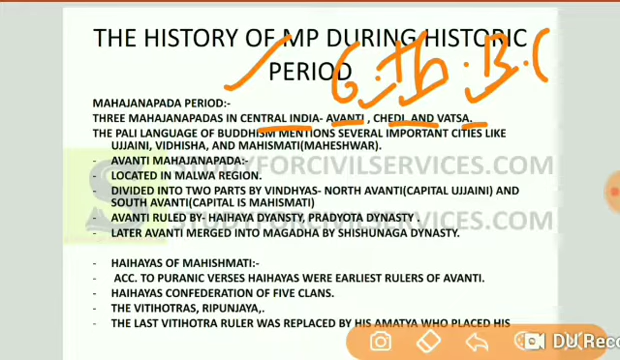 THE HISTORY OF MP DURING HISTORIC
PERIOD
6th B.C
MAHAJANAPADA PERIOD:-
THREE MAHAJANAPADAS IN CENTRAL INDIA- AVANTI , CHEDI, AND VATSA.
THE PALI LANGUAGE OF BUDDHISM MENTIONS SEVERAL IMPORTANT CITIES LIKE
UJJAINI, VIDHISHA, AND MAHISMATI(MAHESHWAR).
- AVANTI MAHAJANAPADA:-
- LOCATED IN MALWA REGION.
- DIVIDED INTO TWO PARTS BY VINDHYAS- NORTH AVANTI(CAPITAL UJJAINI) AND
SOUTH AVANTI(CAPITAL IS MAHISMATI)
- AVANTI RULED BY- HAIHAYA DYANSTY, PRADYOTA DYNASTY .
- LATER AVANTI MERGED INTO MAGADHA BY SHISHUNAGA DYNASTY.
STUDYFORCIVILSERVICES.COM
STUDYFORCIVILSERVICES.COM
- HAIHAYAS OF MAHISHMATI:-
- ACC. TO PURANIC VERSES HAIHAYAS WERE EARLIEST RULERS OF AVANTI.
- HAIHAYAS CONFEDERATION OF FIVE CLANS.
- THE VITIHOTRAS, RIPUNJAYA,.
- THE LAST VITIHOTRA RULER WAS REPLACED BY HIS AMATYA WHO PLACED HIS
DU Reco